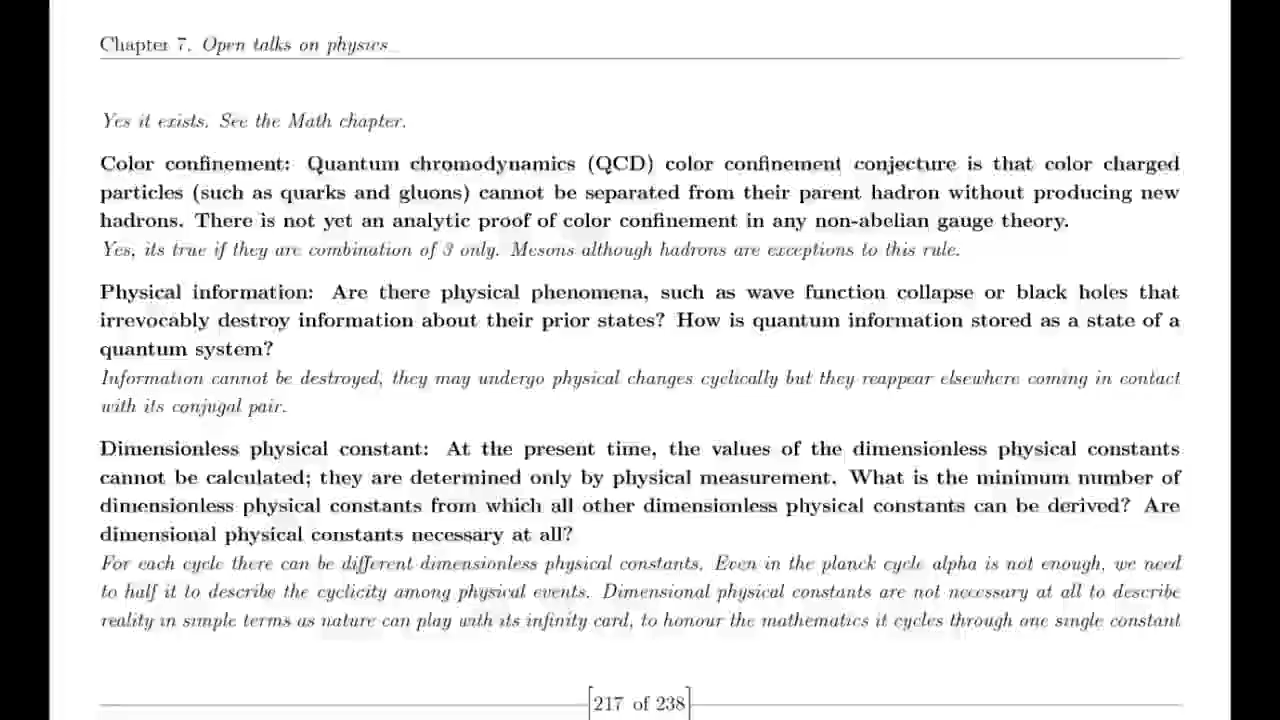 Chapter 7. Open talks on physics
Yes it exists. See the Math chapter.
Color confinement: Quantum chromodynamics (QCD) color confinement conjecture is that color charged
particles (such as quarks and gluons) cannot be separated from their parent hadron without producing new
hadrons. There is not yet an analytic proof of color confinement in any non-abelian gauge theory.
Yes, its true if they are combination of 3 only. Mesons although hadrons are exceptions to this rule.
Physical information: Are there physical phenomena, such as wave function collapse or black holes that
irrevocably destroy information about their prior states? How is quantum information stored as a state of a
quantum system?
Information cannot be destroyed, they may undergo physical changes cyclically but they reappear elsewhere coming in contact
with its conjugal pair.
Dimensionless physical constant: At the present time, the values of the dimensionless physical constants
cannot be calculated; they are determined only by physical measurement. What is the minimum number of
dimensionless physical constants from which all other dimensionless physical constants can be derived? Are
dimensional physical constants necessary at all?
For each cycle there can be different dimensionless physical constants. Even in the planck cycle alpha is not enough, we need
to half it to describe the cyclicity among physical events. Dimensional physical constants are not necessary at all to describe
reality in simple terms as nature can play with its infinity card, to honour the mathematics it cycles through one single constant
217 of 238